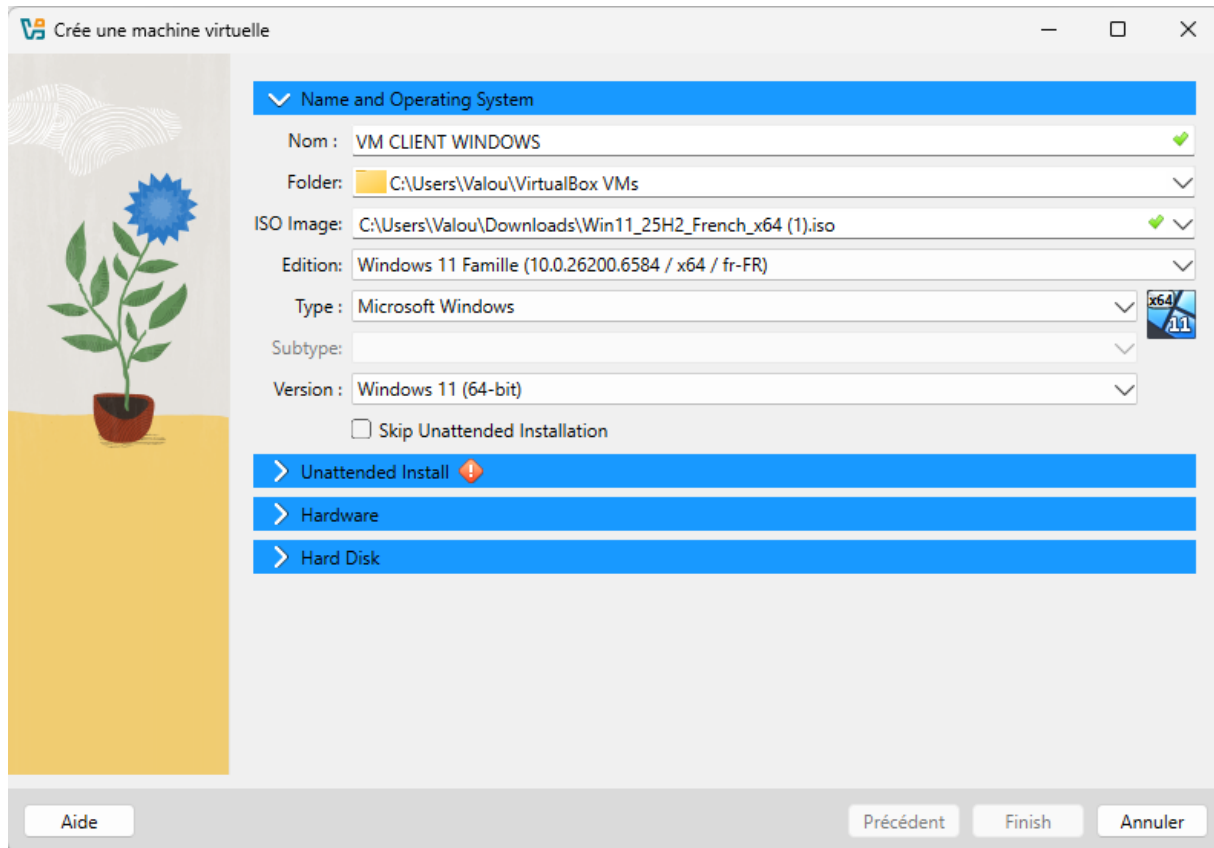 Crée une machine virtuelle
Name and Operating System
Nom : VM CLIENT WINDOWS
Folder: C:\Users\Valou\VirtualBox VMs
ISO Image: C:\Users\Valou\Downloads\Win11_25H2_French_x64 (1).iso
Edition: Windows 11 Famille (10.0.26200.6584 / x64 / fr-FR)
Type : Microsoft Windows
x64
11
Subtype:
Version : Windows 11 (64-bit)
Skip Unattended Installation
Unattended Install
Hardware
Hard Disk
Aide Précédent Finish Annuler